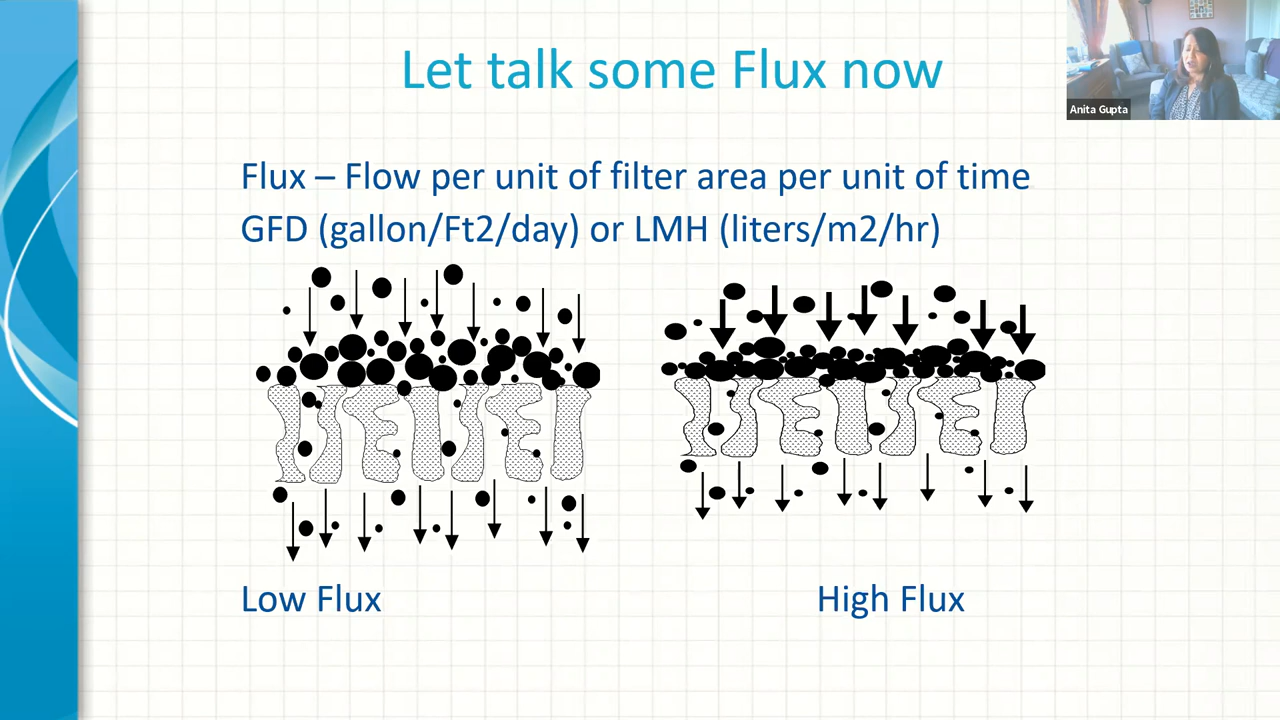 Let talk some Flux now
Anita Gupta
Flux – Flow per unit of filter area per unit of time
GFD (gallon/Ft2/day) or LMH (liters/m2/hr)
Low Flux
High Flux